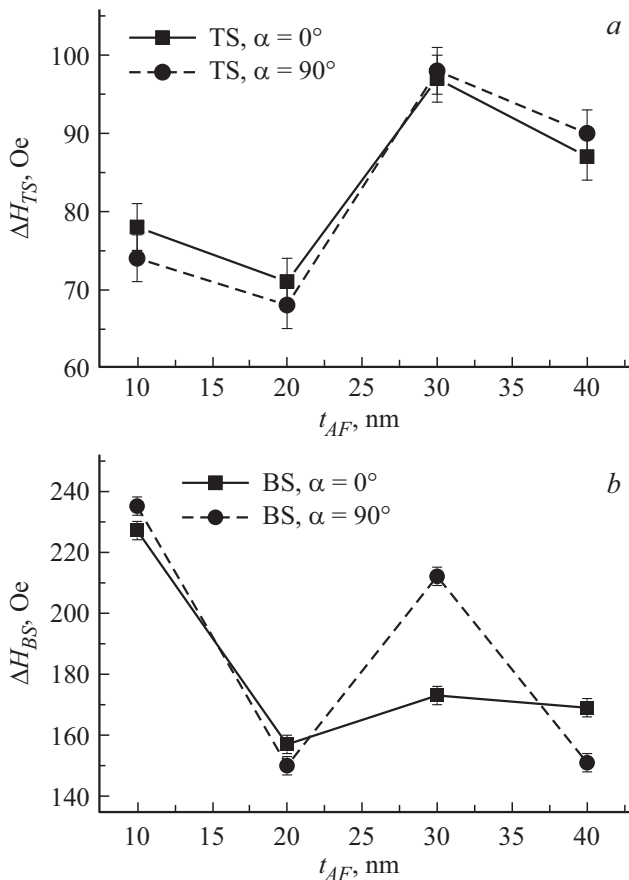 a
TS, α = 0°
TS, α = 90°
100
90
80
70
60
ΔH_TS, Oe
10 15 20 25 30 35 40
t_AF, nm
b
BS, α = 0°
BS, α = 90°
240
220
200
180
160
140
ΔH_BS, Oe
10 15 20 25 30 35 40
t_AF, nm